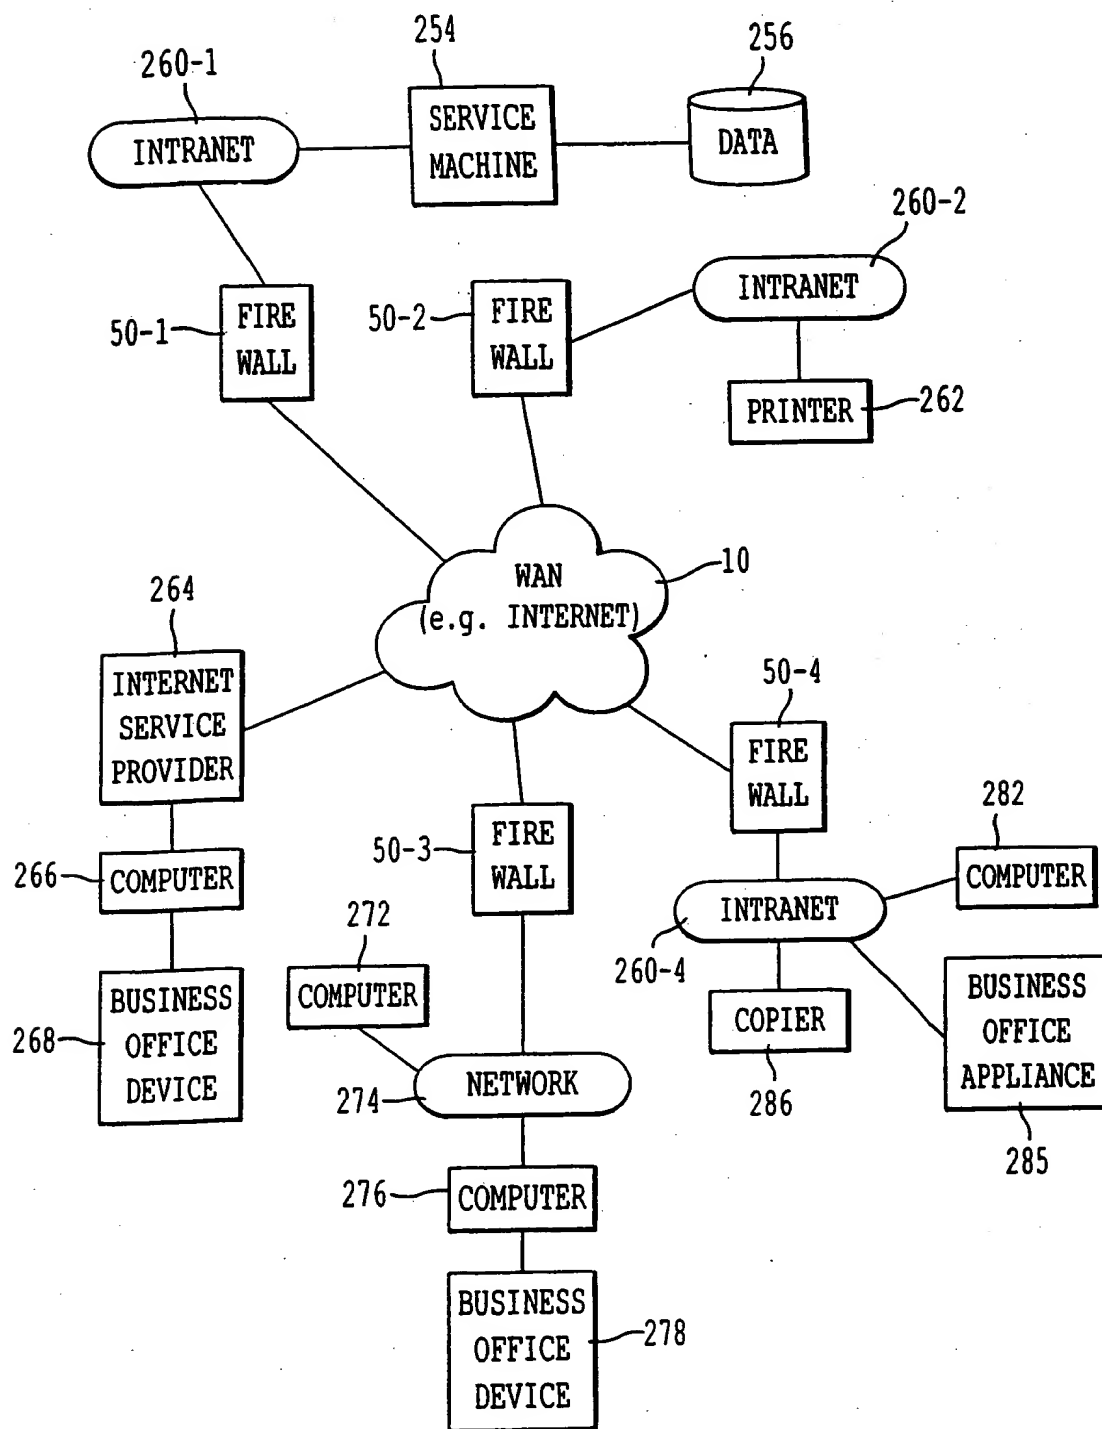 254
256
260-1
SERVICE
MACHINE
DATA
INTRANET
260-2
INTRANET
50-1
FIRE
WALL
50-2
FIRE
WALL
PRINTER
262
WAN
(e.g. INTERNET)
10
264
INTERNET
SERVICE
PROVIDER
50-4
FIRE
WALL
50-3
FIRE
WALL
282
COMPUTER
266
COMPUTER
INTRANET
260-4
272
COMPUTER
268
BUSINESS
OFFICE
DEVICE
COPIER
286
BUSINESS
OFFICE
APPLIANCE
285
NETWORK
274
276
COMPUTER
BUSINESS
OFFICE
DEVICE
278